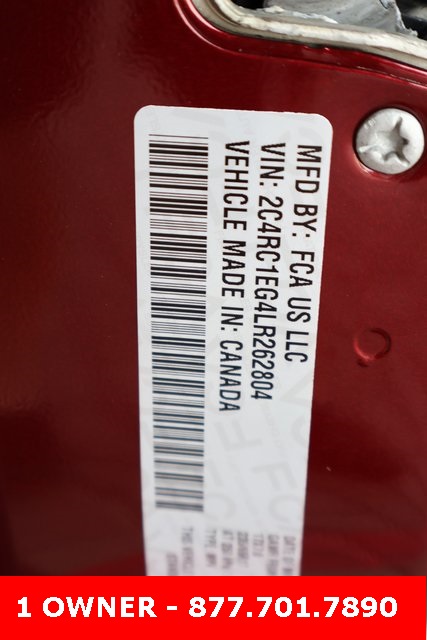 MFD BY: FCA US LLC
VIN: 2C4RC1EG4LR262804
VEHICLE MADE IN: CANADA
1 OWNER - 877.701.7890